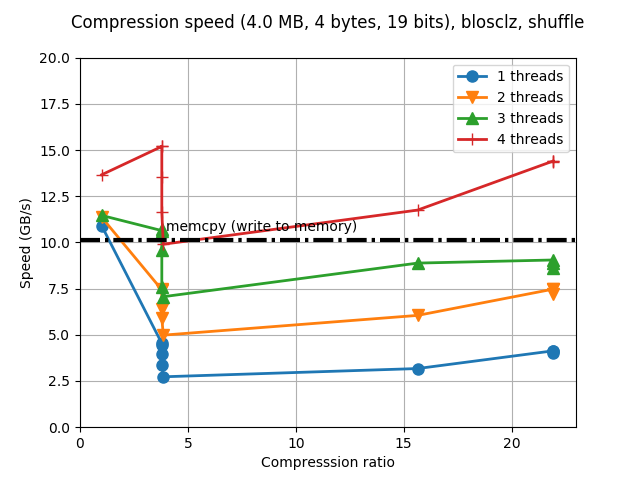 Compression speed (4.0 MB, 4 bytes, 19 bits), blosclz, shuffle
20.0
17.5
15.0
12.5
10.0
7.5
5.0
2.5
0.0
Speed (GB/s)
1 threads
2 threads
3 threads
4 threads
memcpy (write to memory)
0
5
10
15
20
Compresssion ratio